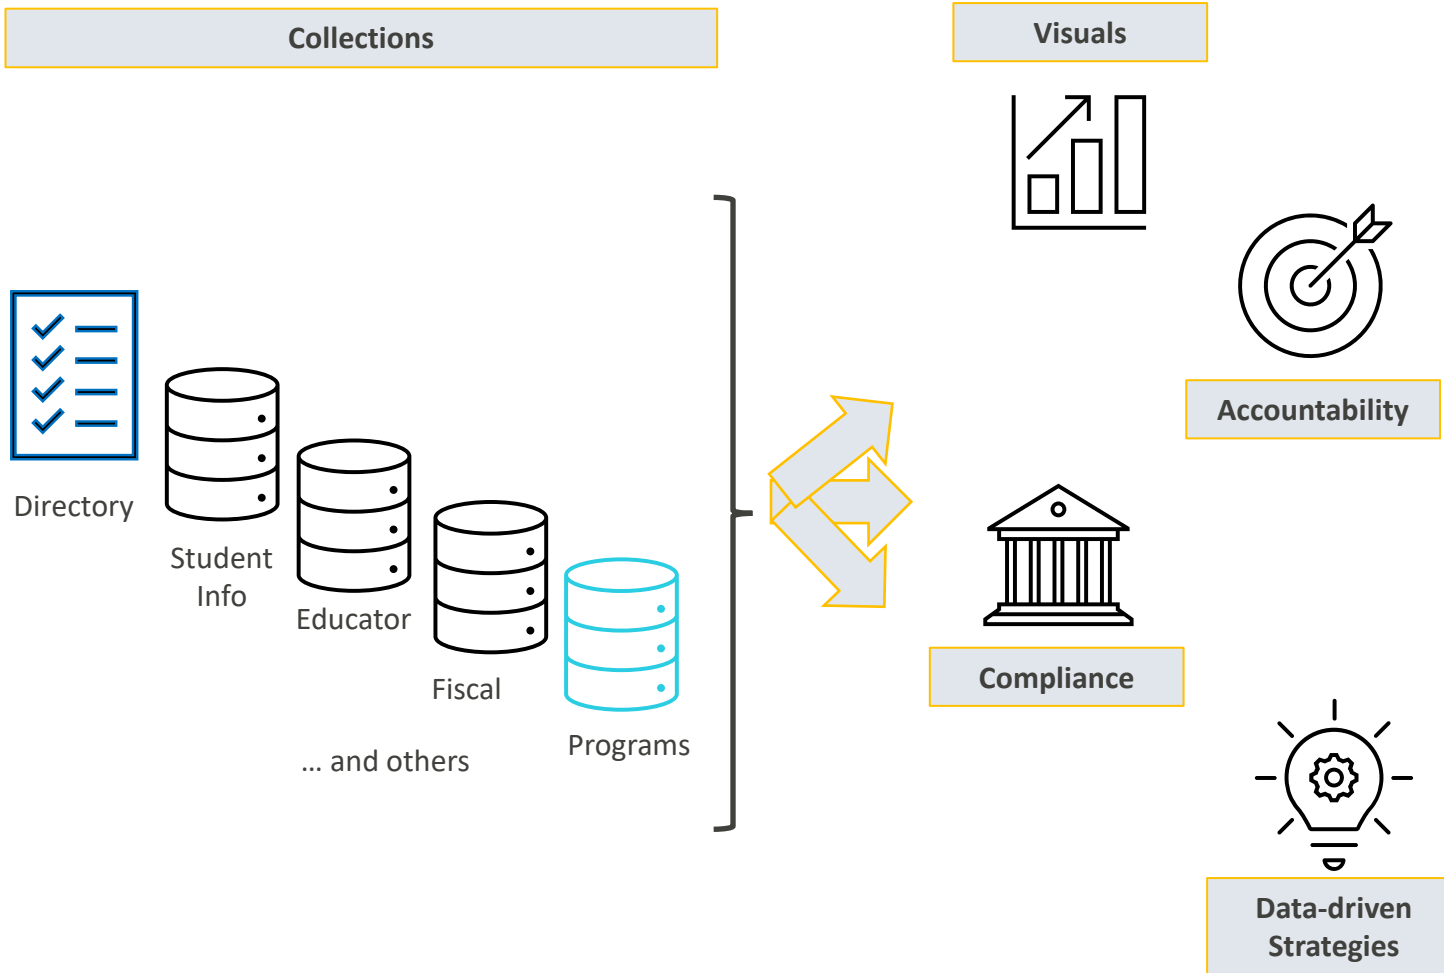 Collections
Visuals
Accountability
Directory
Student
Info
Educator
Fiscal
Compliance
Programs
... and others
Data-driven
Strategies